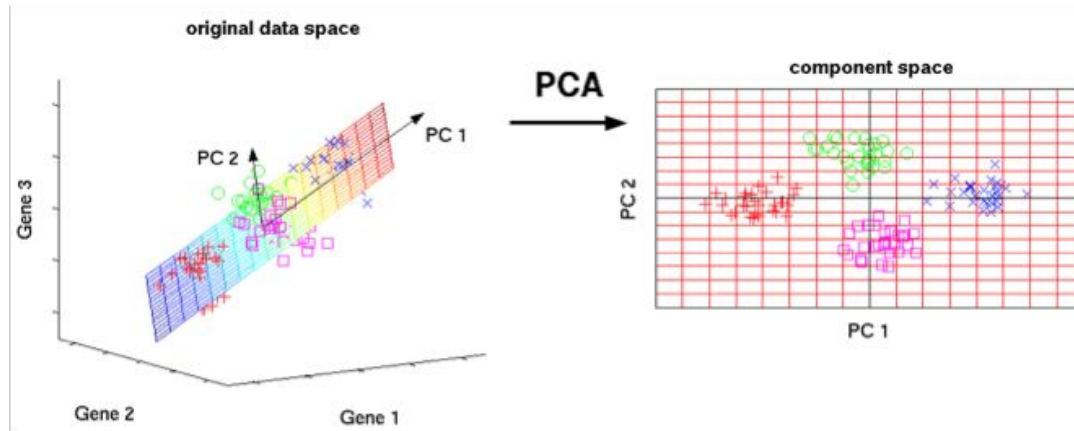 original data space
PC 1
PC 2
Gene 3
Gene 2
Gene 1
PCA
component space
PC 2
PC 1